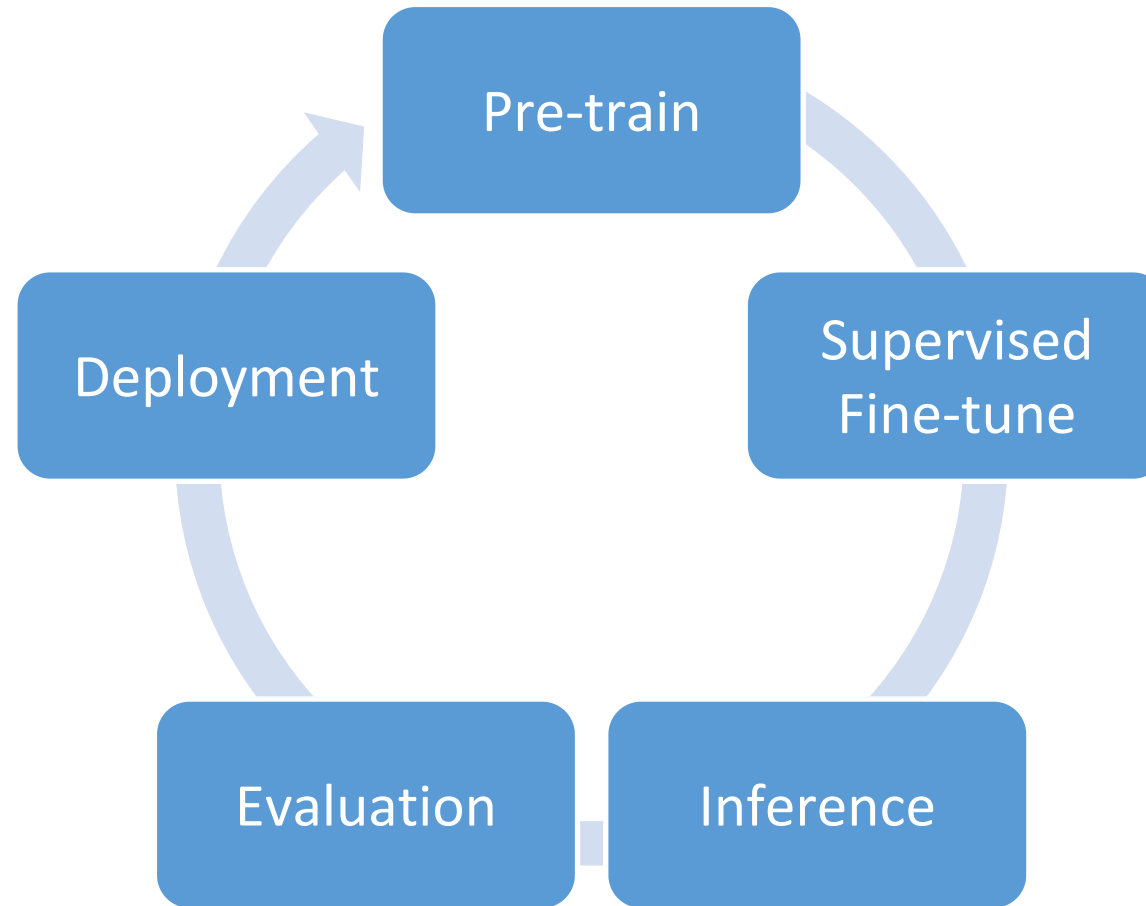 Pre-train
Supervised
Fine-tune
Inference
Evaluation
Deployment